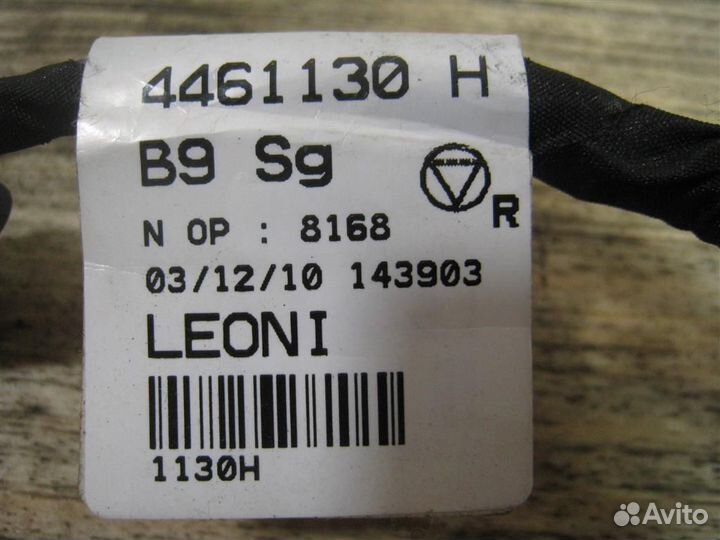 4461130 H
B9 Sg
R
N OP : 8168
03/12/10 143903
LEONI
1130H
Avito